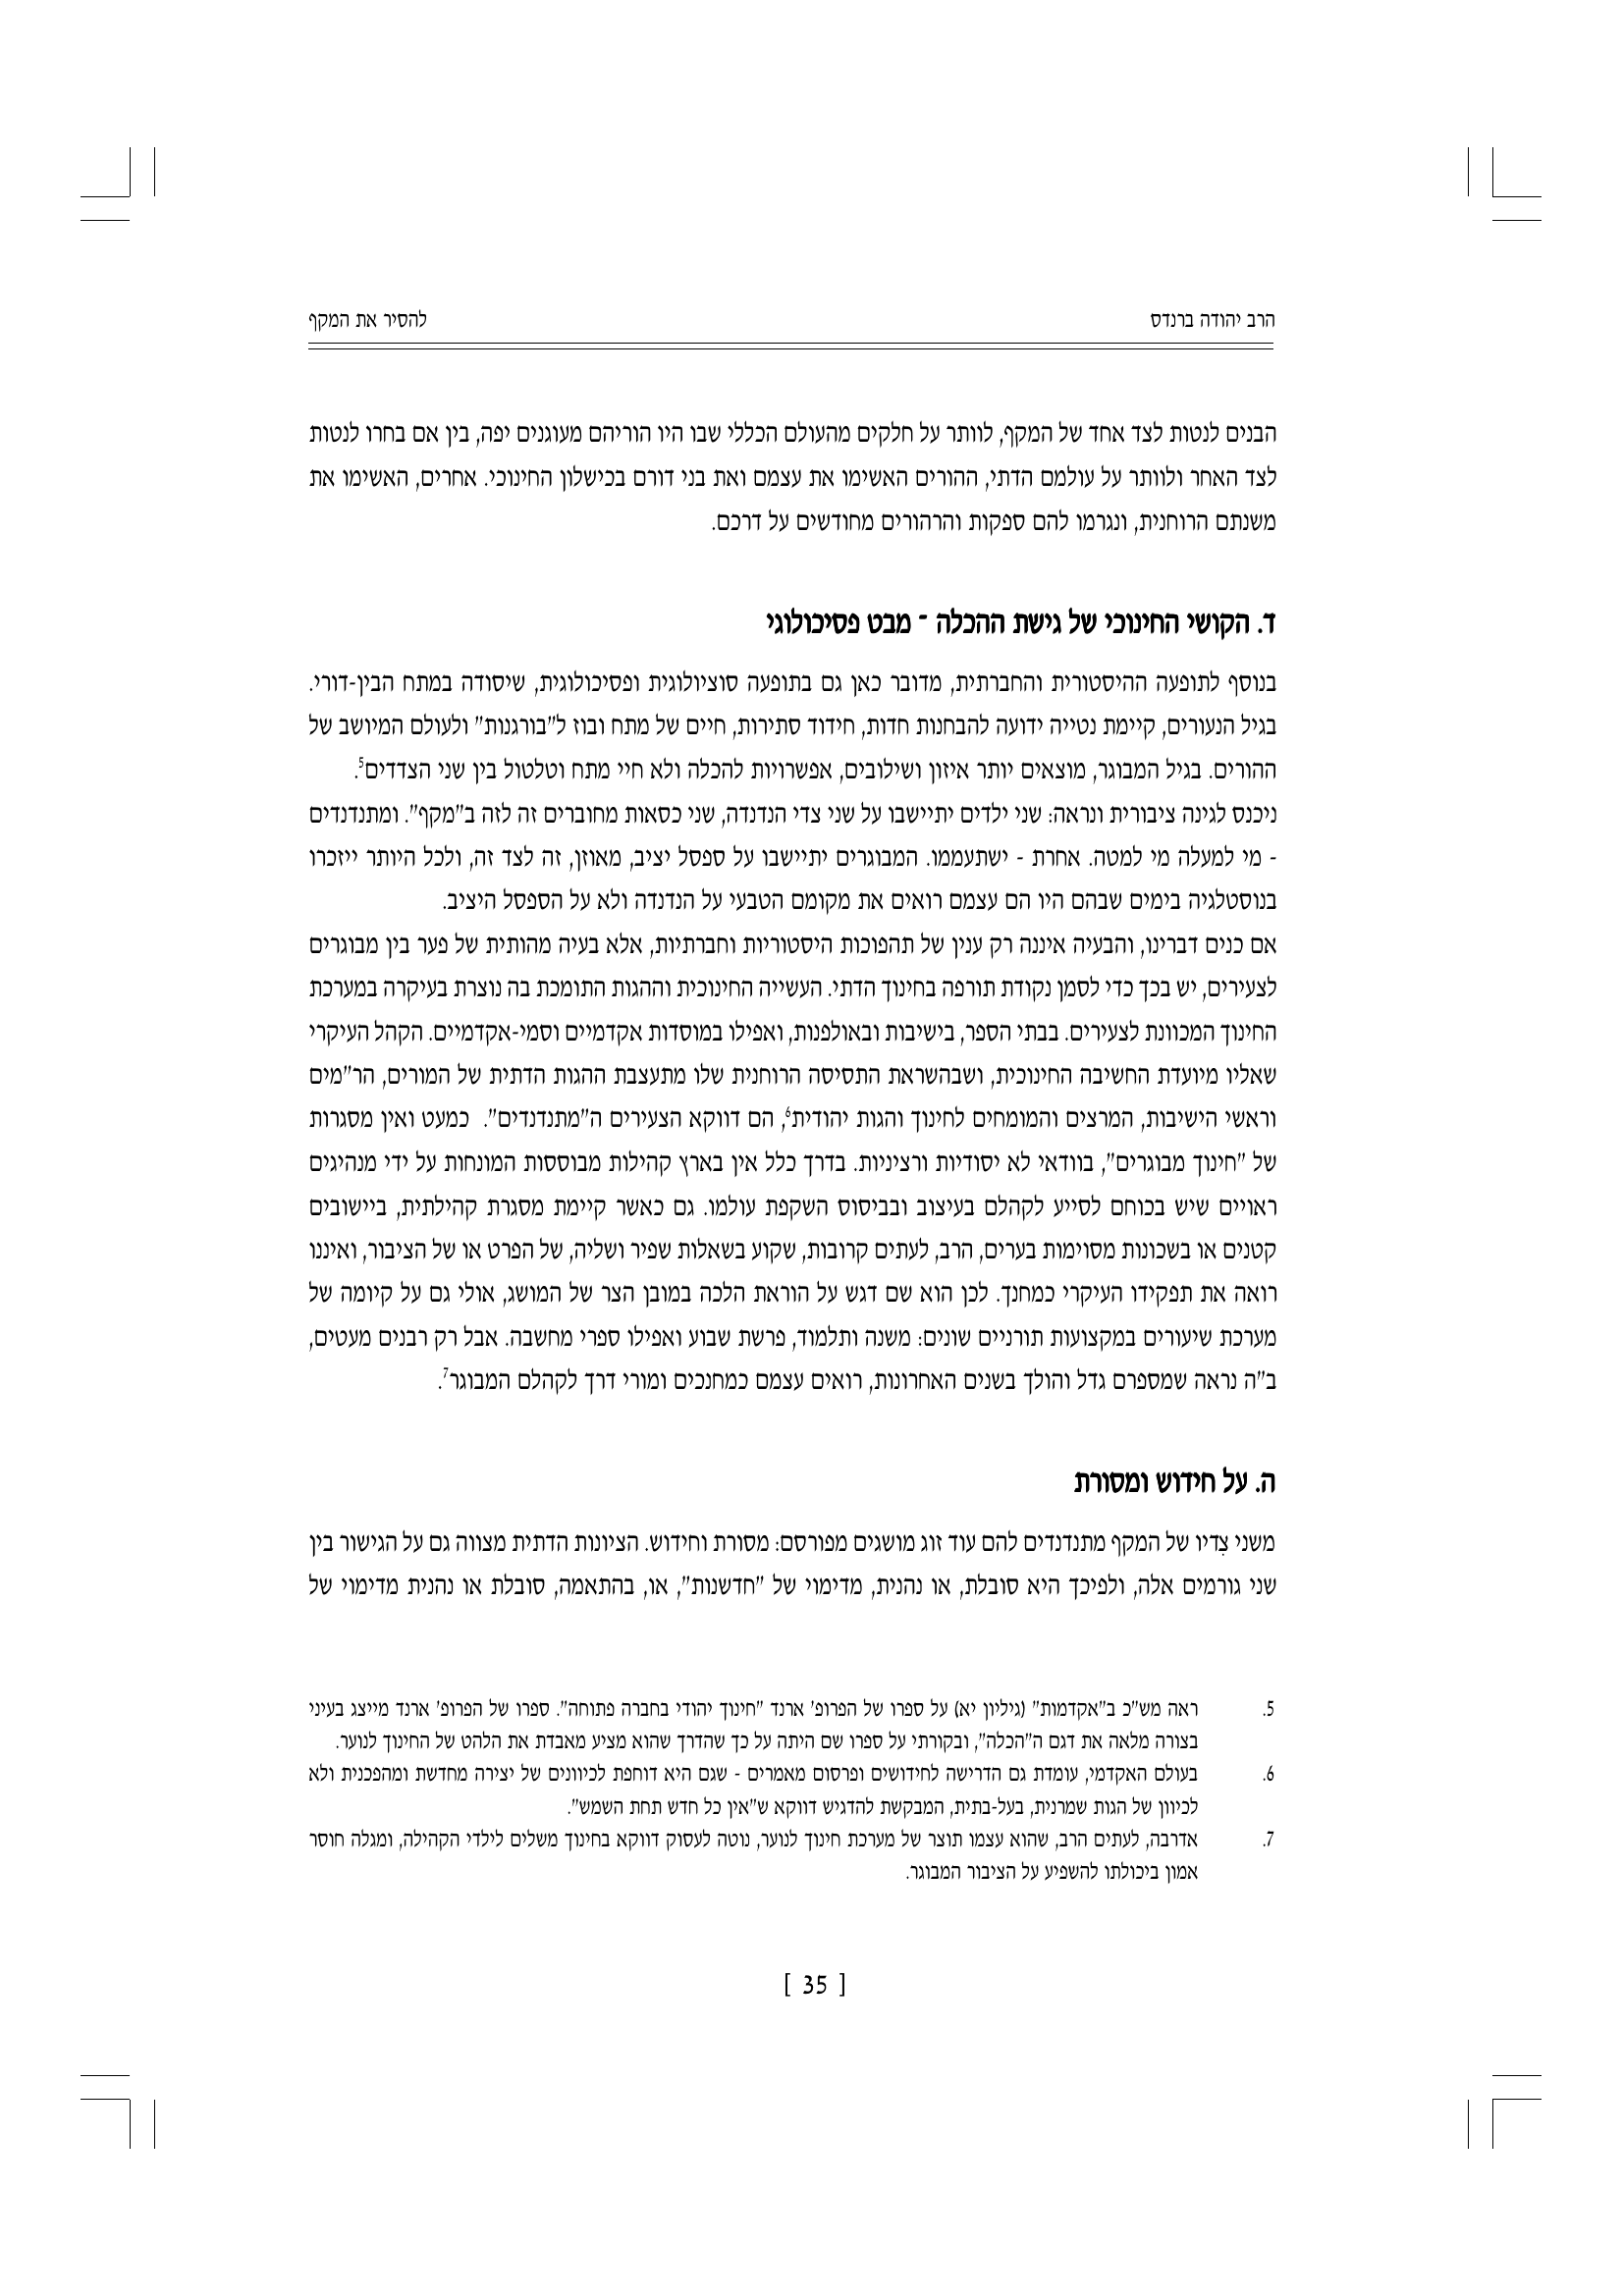 הרב יהודה ברנדס
להסיר את המקף
הבנים לנטות לצד אחד של המקף, לוותר על חלקים מהעולם הכללי שבו היו הוריהם מעוגנים יפה, בין אם בחרו לנטות
לצד האחר ולוותר על עולמם הדתי, ההורים האשימו את עצמם ואת בני דורם בכישלון החינוכי. אחרים, האשימו את
משנתם הרוחנית, ונגרמו להם ספקות והרהורים מחודשים על דרכם.
ד. הקושי החינוכי של גישת ההכלה - מבט פסיכולוגי
בנוסף לתופעה ההיסטורית והחברתית, מדובר כאן גם בתופעה סוציולוגית ופסיכולוגית, שיסודה במתח הבין-דורי.
בגיל הנעורים, קיימת נטייה ידועה להבחנות חדות, חידוד סתירות, חיים של מתח ובוז ל"בורגנות" ולעולם המיושב של
ההורים. בגיל המבוגר, מוצאים יותר איזון ושילובים, אפשרויות להכלה ולא חיי מתח וטלטול בין שני הצדדים5.
ניכנס לגינה ציבורית ונראה: שני ילדים יתיישבו על שני צדי הנדנדה, שני כסאות מחוברים זה לזה ב"מקף". ומתנדנדים
- מי למעלה מי למטה. אחרת - ישתעממו. המבוגרים יתיישבו על ספסל יציב, מאוזן, זה לצד זה, ולכל היותר ייזכרו
בנוסטלגיה בימים שבהם היו הם עצמם רואים את מקומם הטבעי על הנדנדה ולא על הספסל היציב.
אם כנים דברינו, והבעיה איננה רק ענין של תהפוכות היסטוריות וחברתיות, אלא בעיה מהותית של פער בין מבוגרים
לצעירים, יש בכך כדי לסמן נקודת תורפה בחינוך הדתי. העשייה החינוכית וההגות התומכת בה נוצרת בעיקרה במערכת
החינוך המכוונת לצעירים. בבתי הספר, בישיבות ובאולפנות, ואפילו במוסדות אקדמיים וסמי-אקדמיים. הקהל העיקרי
שאליו מיועדת החשיבה החינוכית, ושבהשראת התסיסה הרוחנית שלו מתעצבת ההגות הדתית של המורים, הר"מים
וראשי הישיבות, המרצים והמומחים לחינוך והגות יהודית6, הם דווקא הצעירים ה"מתנדנדים". כמעט ואין מסגרות
של "חינוך מבוגרים", בוודאי לא יסודיות ורציניות. בדרך כלל אין בארץ קהילות מבוססות המונחות על ידי מנהיגים
ראויים שיש בכוחם לסייע לקהלם בעיצוב ובביסוס השקפת עולמו. גם כאשר קיימת מסגרת קהילתית, ביישובים
קטנים או בשכונות מסוימות בערים, הרב, לעתים קרובות, שקוע בשאלות שפיר ושליה, של הפרט או של הציבור, ואיננו
רואה את תפקידו העיקרי כמחנך. לכן הוא שם דגש על הוראת הלכה במובן הצר של המושג, אולי גם על קיומה של
מערכת שיעורים במקצועות תורניים שונים: משנה ותלמוד, פרשת שבוע ואפילו ספרי מחשבה. אבל רק רבנים מעטים,
ב"ה נראה שמספרם גדל והולך בשנים האחרונות, רואים עצמם כמחנכים ומורי דרך לקהלם המבוגר7.
ה. על חידוש ומסורת
משני צִדיו של המקף מתנדנדים להם עוד זוג מושגים מפורסם: מסורת וחידוש. הציונות הדתית מצווה גם על הגישור בין
שני גורמים אלה, ולפיכך היא סובלת, או נהנית, מדימוי של "חדשנות", או, בהתאמה, סובלת או נהנית מדימוי של
5. ראה מש"כ ב"אקדמות" (גיליון יא) על ספרו של הפרופ' ארנד "חינוך יהודי בחברה פתוחה". ספרו של הפרופ' ארנד מייצג בעיני
בצורה מלאה את דגם ה"הכלה", ובקורתי על ספרו שם היתה על כך שהדרך שהוא מציע מאבדת את הלהט של החינוך לנוער.
6. בעולם האקדמי, עומדת גם הדרישה לחידושים ופרסום מאמרים - שגם היא דוחפת לכיוונים של יצירה מחדשת ומהפכנית ולא
לכיוון של הגות שמרנית, בעל-בתית, המבקשת להדגיש דווקא ש"אין כל חדש תחת השמש".
7. אדרבה, לעתים הרב, שהוא עצמו תוצר של מערכת חינוך לנוער, נוטה לעסוק דווקא בחינוך משלים לילדי הקהילה, ומגלה חוסר
אמון ביכולתו להשפיע על הציבור המבוגר.
[ 35 ]